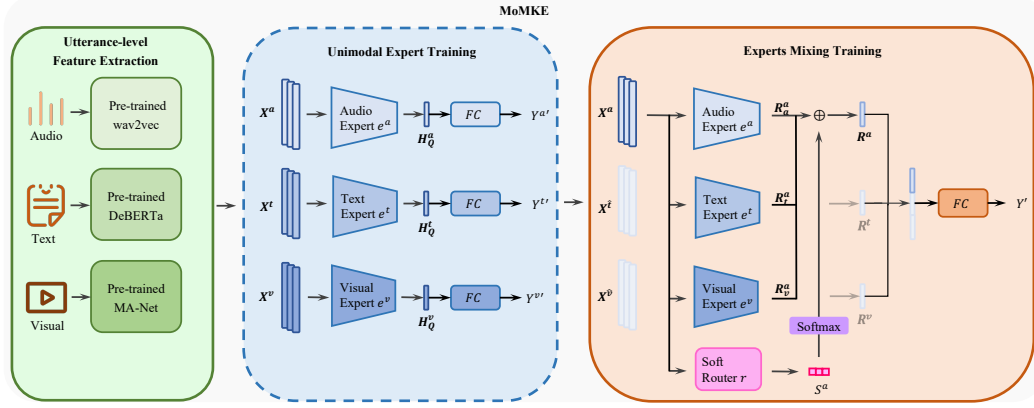 MoMKE
Utterance-level
Feature Extraction
Audio
Pre-trained
wav2vec
Text
Pre-trained
DeBERTa
Visual
Pre-trained
MA-Net
Unimodal Expert Training
X^a
Audio
Expert e^a
H_Q^a
FC
Y^a′
X^t
Text
Expert e^t
H_Q^t
FC
Y^t′
X^v
Visual
Expert e^v
H_Q^v
FC
Y^v′
Experts Mixing Training
X^a
Audio
Expert e^a
R_a^a
⊕
R^a
X^t̂
Text
Expert e^t
R_t^a
R^t
FC
Y′
X^v̂
Visual
Expert e^v
R_v^a
R^v
Softmax
Soft
Router r
S^a